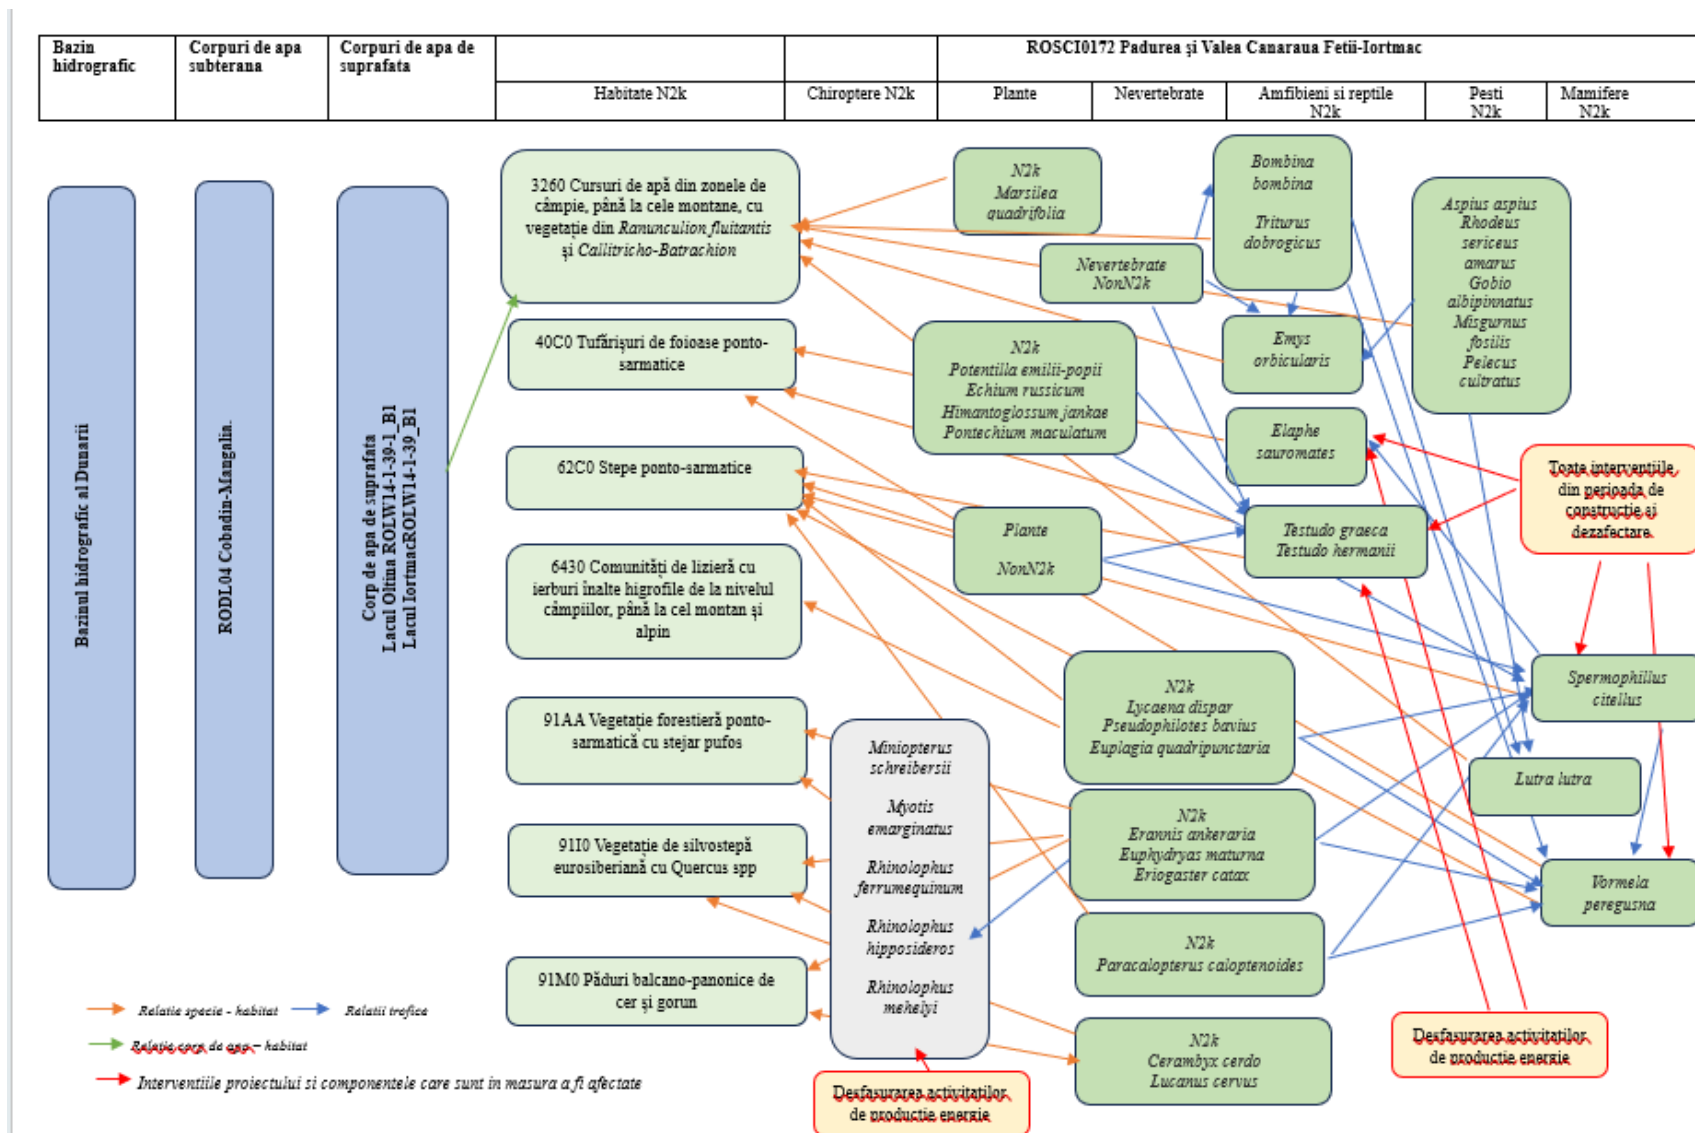 Bazin
hidrografic
Corpuri de apa
subterana
Corpuri de apa de
suprafata
ROSCI0172 Padurea și Valea Canaraua Fetii-Iortmac
Habitate N2k
Chiroptere N2k
Plante
Nevertebrate
Amfibieni si reptile
N2k
Pesti
N2k
Mamifere
N2k
Bazinul hidrografic al Dunarii
RODL04 Cobadin-Mangalia.
Corp de apa de suprafata
Lacul Oltina ROLW14-1-39-1_B1
Lacul IortmacROLW14-1-39_B1
3260 Cursuri de apă din zonele de
câmpie, până la cele montane, cu
vegetație din Ranunculion fluitantis
și Callitricho-Batrachion
40C0 Tufărișuri de foioase ponto-
sarmatice
62C0 Stepe ponto-sarmatice
6430 Comunități de lizieră cu
ierburi înalte higrofile de la nivelul
câmpiilor, până la cel montan și
alpin
91AA Vegetație forestieră ponto-
sarmatică cu stejar pufos
91I0 Vegetație de silvostepă
eurosiberiană cu Quercus spp
91M0 Păduri balcano-panonice de
cer și gorun
Miniopterus
schreibersii
Myotis
emarginatus
Rhinolophus
ferrumequinum
Rhinolophus
hipposideros
Rhinolophus
mehelyi
N2k
Marsilea
quadrifolia
Nevertebrate
NonN2k
N2k
Potentilla emilii-popii
Echium russicum
Himantoglossum jankae
Pontechium maculatum
Plante
NonN2k
N2k
Lycaena dispar
Pseudophilotes bavius
Euplagia quadripunctaria
N2k
Erannis ankeraria
Euphydryas maturna
Eriogaster catax
N2k
Paracalopterus caloptenoides
N2k
Cerambyx cerdo
Lucanus cervus
Bombina
bombina
Triturus
dobrogicus
Emys
orbicularis
Elaphe
sauromates
Testudo graeca
Testudo hermanii
Aspius aspius
Rhodeus
sericeus
amarus
Gobio
albipinnatus
Misgurnus
fosilis
Pelecus
cultratus
Toate interventiile
din perioada de
constructie si
dezafectare
Spermophillus
citellus
Lutra lutra
Vormela
peregusna
Desfasurarea activitatilor
de productie energie
Desfasurarea activitatilor
de productie energie
Relatie specie - habitat
Relatii trofice
Relatie corp de apa – habitat
Interventiile proiectului si componentele care sunt in masura a fi afectate